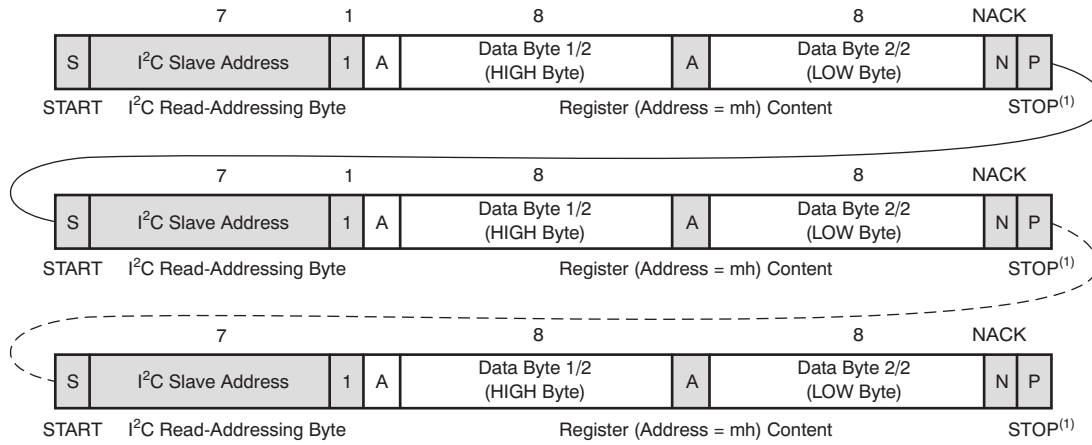 7 1 8 8 NACK
S I²C Slave Address 1 A Data Byte 1/2 (HIGH Byte) A Data Byte 2/2 (LOW Byte) N P
START I²C Read-Addressing Byte Register (Address = mh) Content STOP(1)
7 1 8 8 NACK
S I²C Slave Address 1 A Data Byte 1/2 (HIGH Byte) A Data Byte 2/2 (LOW Byte) N P
START I²C Read-Addressing Byte Register (Address = mh) Content STOP(1)
7 1 8 8 NACK
S I²C Slave Address 1 A Data Byte 1/2 (HIGH Byte) A Data Byte 2/2 (LOW Byte) N P
START I²C Read-Addressing Byte Register (Address = mh) Content STOP(1)